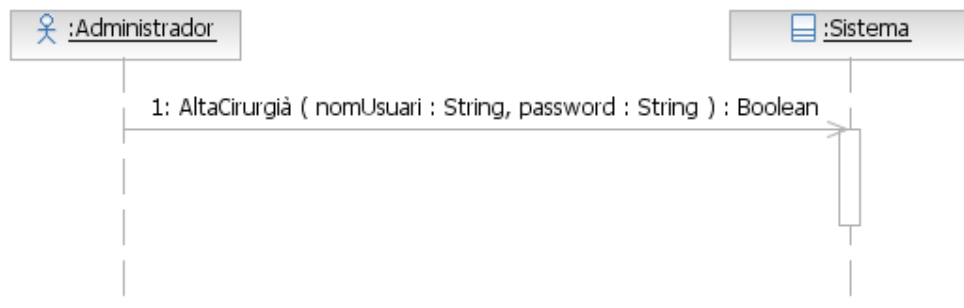 :Administrador
:Sistema
1: AltaCirurgià ( nomUsuari : String, password : String ) : Boolean